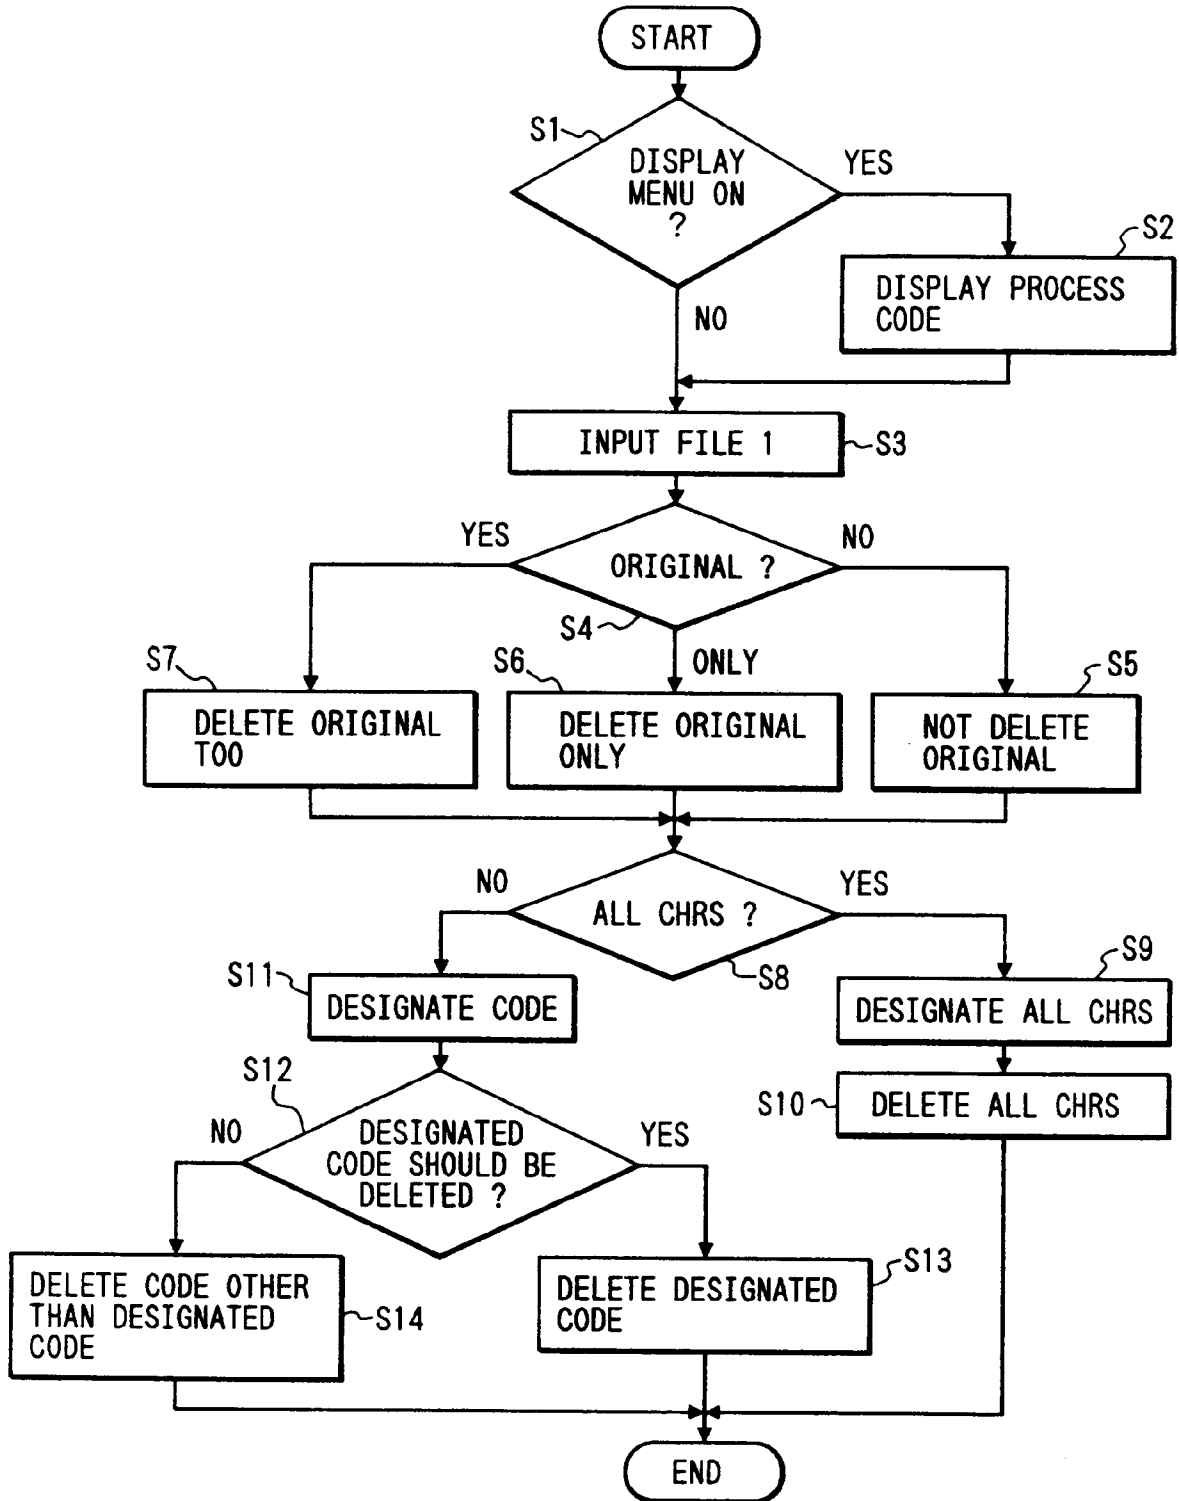 START
S1
DISPLAY
MENU ON
?
YES
S2
DISPLAY PROCESS
CODE
NO
INPUT FILE 1
S3
YES
NO
ORIGINAL ?
S4
ONLY
S7
S6
S5
DELETE ORIGINAL
TOO
DELETE ORIGINAL
ONLY
NOT DELETE
ORIGINAL
NO
YES
ALL CHRS ?
S8
S11
S9
DESIGNATE CODE
DESIGNATE ALL CHRS
S12
S10
DELETE ALL CHRS
NO
YES
DESIGNATED
CODE SHOULD BE
DELETED ?
S13
DELETE CODE OTHER
THAN DESIGNATED
CODE
S14
DELETE DESIGNATED
CODE
END